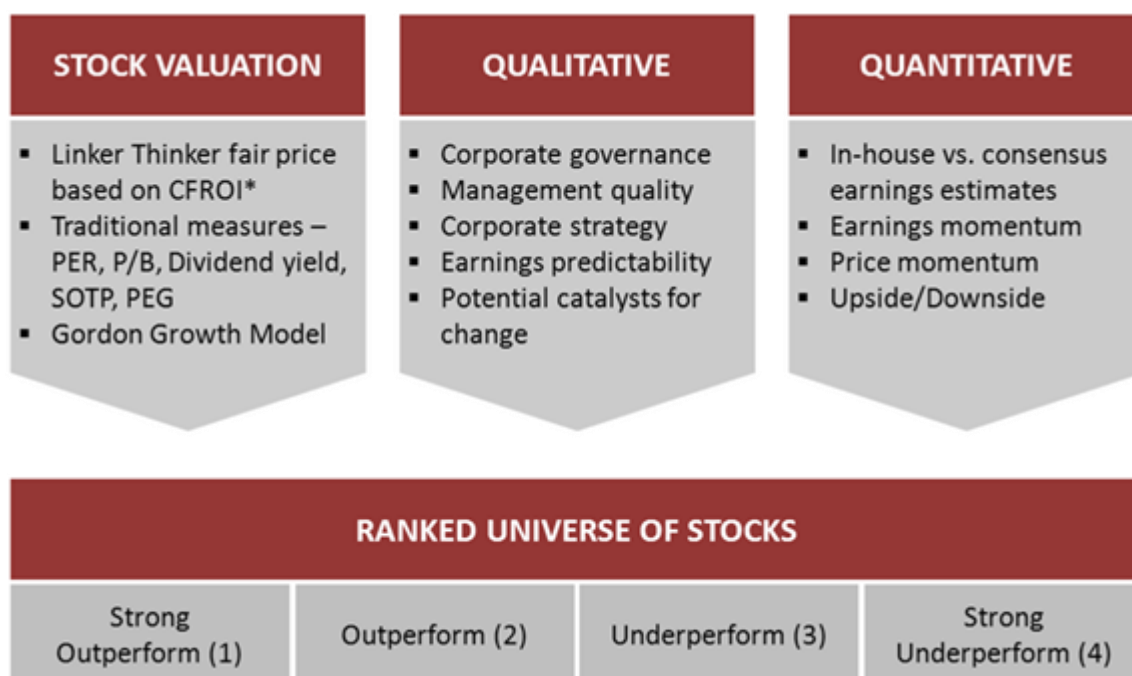 STOCK VALUATION
▪ Linker Thinker fair price
based on CFROI*
▪ Traditional measures –
PER, P/B, Dividend yield,
SOTP, PEG
▪ Gordon Growth Model
QUALITATIVE
▪ Corporate governance
▪ Management quality
▪ Corporate strategy
▪ Earnings predictability
▪ Potential catalysts for
change
QUANTITATIVE
▪ In-house vs. consensus
earnings estimates
▪ Earnings momentum
▪ Price momentum
▪ Upside/Downside
RANKED UNIVERSE OF STOCKS
Strong
Outperform (1)
Outperform (2)
Underperform (3)
Strong
Underperform (4)